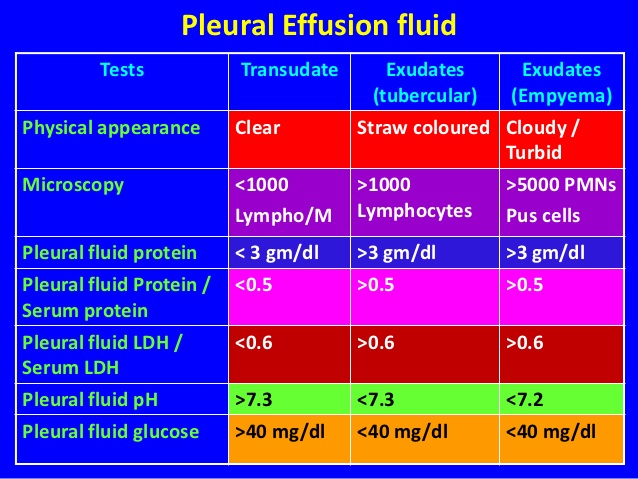 Pleural Effusion fluid
Tests Transudate Exudates (tubercular) Exudates (Empyema)
Physical appearance Clear Straw coloured Cloudy / Turbid
Microscopy <1000 Lympho/M >1000 Lymphocytes >5000 PMNs Pus cells
Pleural fluid protein < 3 gm/dl >3 gm/dl >3 gm/dl
Pleural fluid Protein / Serum protein <0.5 >0.5 >0.5
Pleural fluid LDH / Serum LDH <0.6 >0.6 >0.6
Pleural fluid pH >7.3 <7.3 <7.2
Pleural fluid glucose >40 mg/dl <40 mg/dl <40 mg/dl